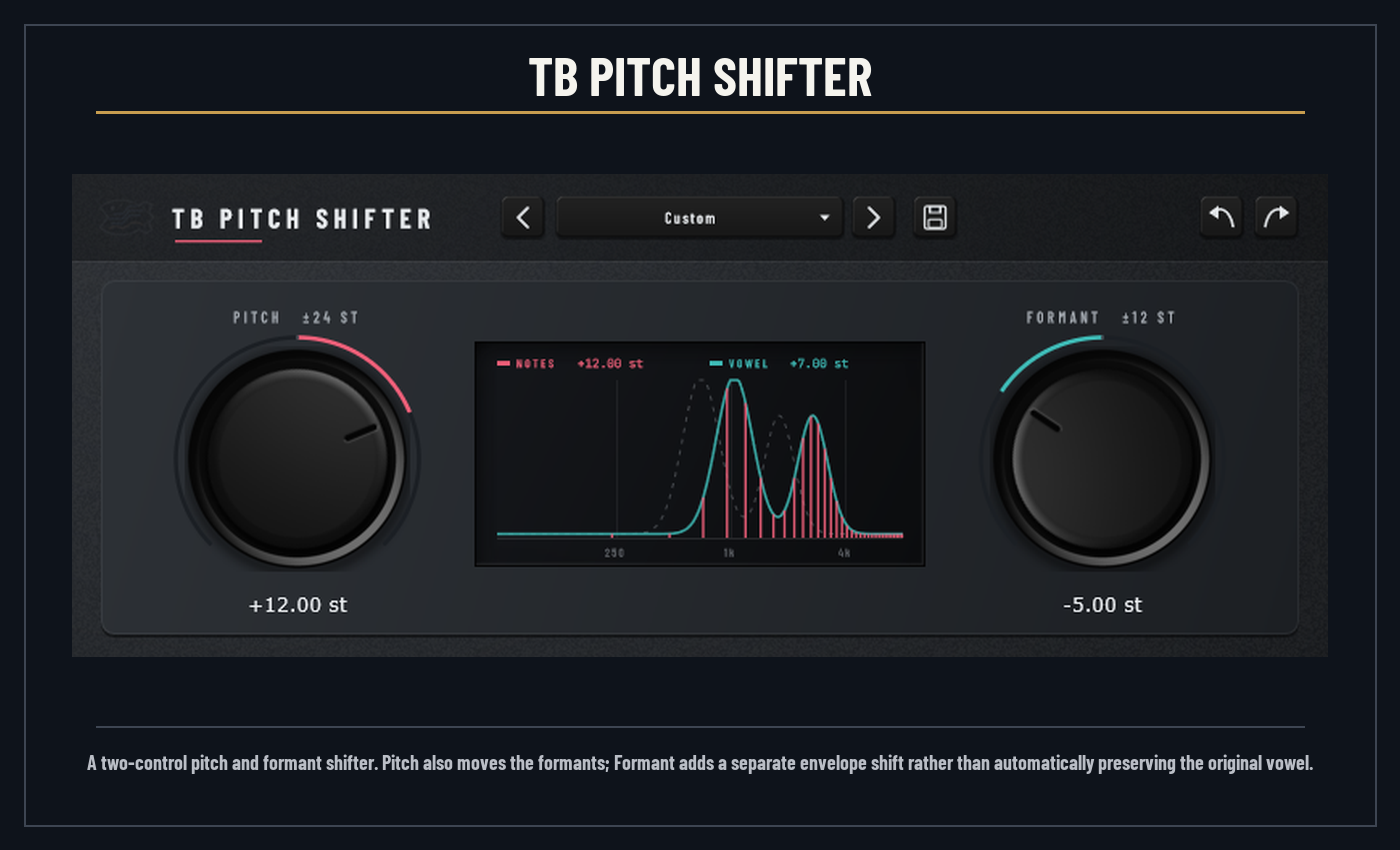 TB PITCH SHIFTER
TB PITCH SHIFTER
Custom
PITCH ±24 ST
FORMANT ±12 ST
NOTES +12.00 st VOWEL +7.00 st
250 1k 4k
+12.00 st
-5.00 st
A two-control pitch and formant shifter. Pitch also moves the formants; Formant adds a separate envelope shift rather than automatically preserving the original vowel.